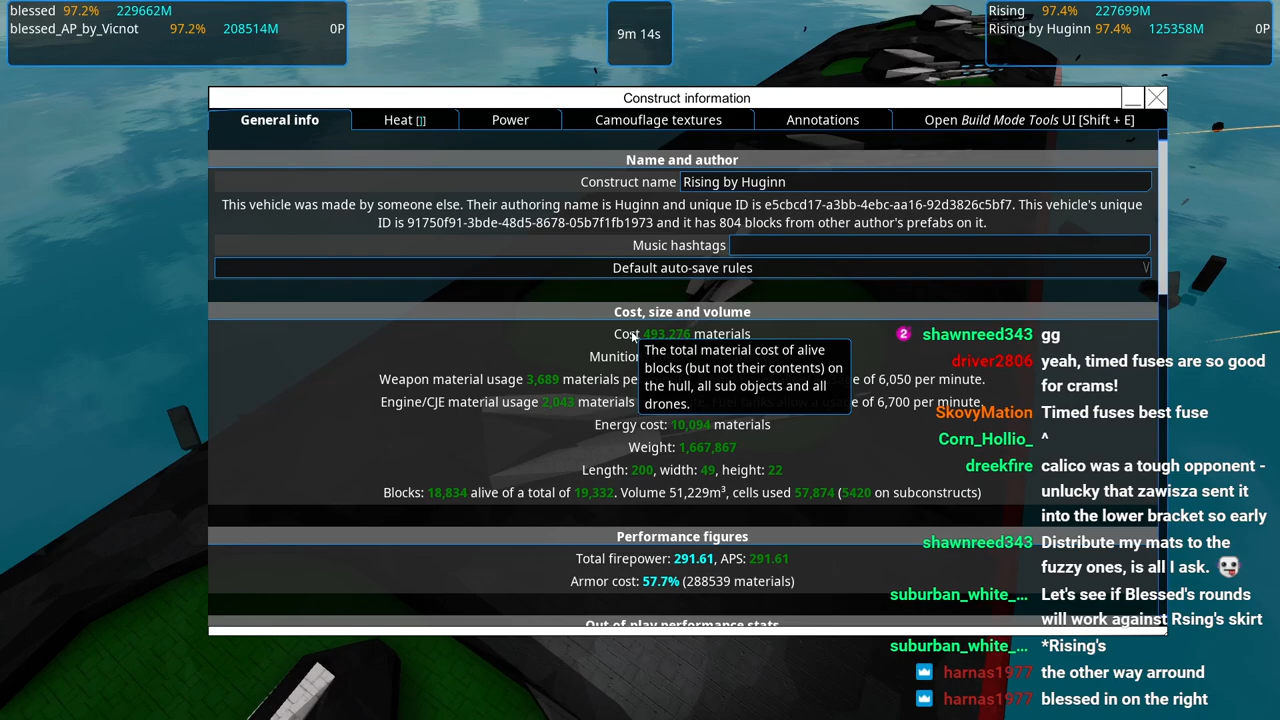 blessed 97.2% 229662M
blessed_AP_by_Vicnot 97.2% 208514M 0P
9m 14s
Rising 97.4% 227699M
Rising by Huginn 97.4% 125358M 0P
Construct information
General info
Heat []
Power
Camouflage textures
Annotations
Open Build Mode Tools UI [Shift + E]
Name and author
Construct name Rising by Huginn
This vehicle was made by someone else. Their authoring name is Huginn and unique ID is e5cbcd17-a3bb-4ebc-aa16-92d3826c5bf7. This vehicle's unique
ID is 91750f91-3bde-48d5-8678-05b7f1fb1973 and it has 804 blocks from other author's prefabs on it.
Music hashtags
Default auto-save rules V
Cost, size and volume
Cost 493,276 materials
Munition
The total material cost of alive
blocks (but not their contents) on
the hull, all sub objects and all
drones.
Weapon material usage 3,689 materials pe
e of 6,050 per minute.
Engine/CJE material usage 2,043 materials
Fuel tanks allow a usage of 6,700 per minute.
Energy cost: 10,094 materials
Weight: 1,667,867
Length: 200, width: 49, height: 22
Blocks: 18,834 alive of a total of 19,332. Volume 51,229m³, cells used 57,874 (5420 on subconstructs)
Performance figures
Total firepower: 291.61, APS: 291.61
Armor cost: 57.7% (288539 materials)
Out of play performance stats
2 shawnreed343 gg
driver2806 yeah, timed fuses are so good
for crams!
SkovyMation Timed fuses best fuse
Corn_Hollio_ ^
dreekfire calico was a tough opponent -
unlucky that zawisza sent it
into the lower bracket so early
shawnreed343 Distribute my mats to the
fuzzy ones, is all I ask.
suburban_white_… Let's see if Blessed's rounds
will work against Rsing's skirt
suburban_white_… *Rising's
harnas1977 the other way arround
harnas1977 blessed in on the right